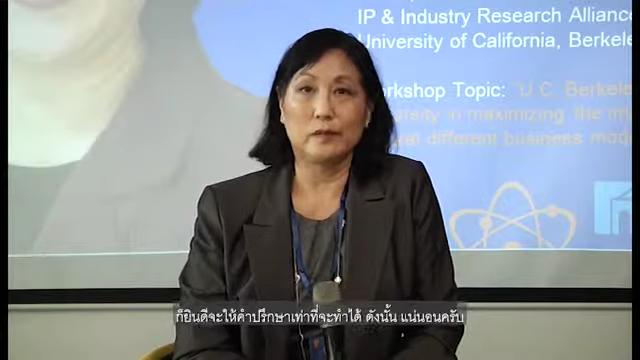 IP & Industry Research Alliance
University of California, Berkele
orkshop Topic: U.C. Berkele
ersity in maximizing the m
different business mod
ก็ยินดีจะให้คำปรึกษาเท่าที่จะทำได้ ดังนั้น แน่นอนครับ